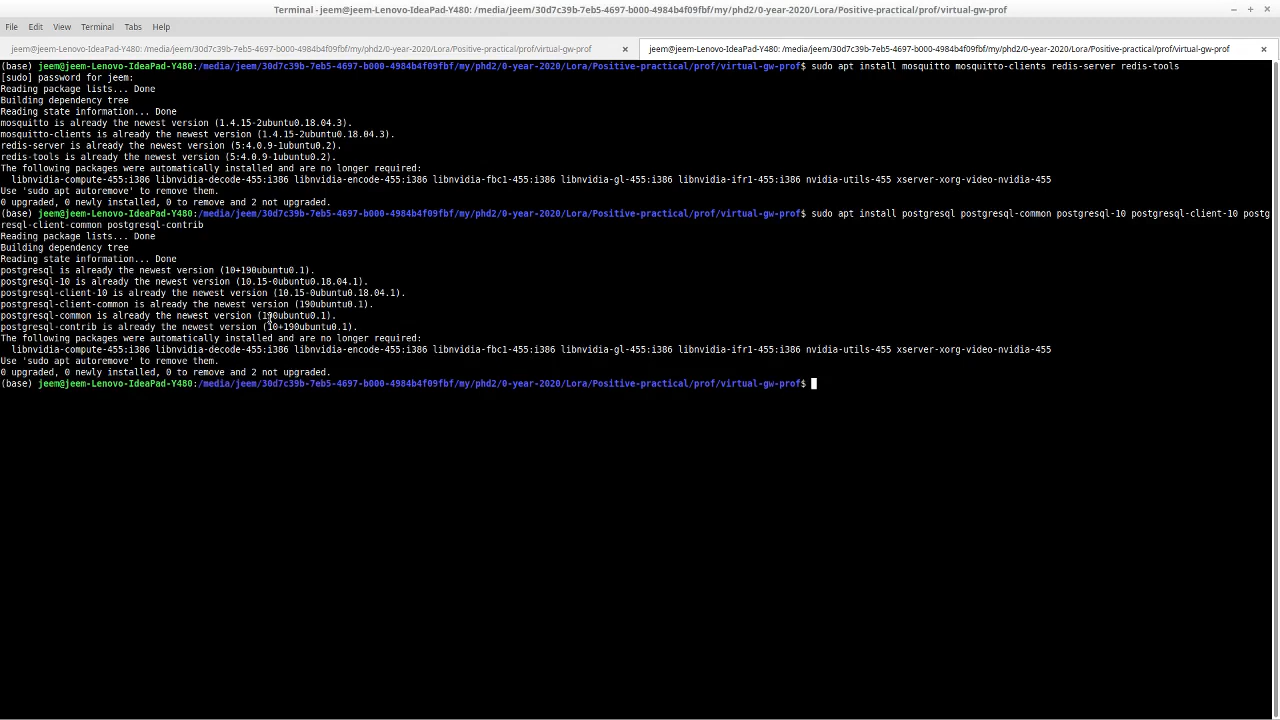 Terminal - jeem@jeem-Lenovo-IdeaPad-Y480: /media/jeem/30d7c39b-7eb5-4697-b000-4984b4f09fbf/my/phd2/0-year-2020/Lora/Positive-practical/prof/virtual-gw-prof
File Edit View Terminal Tabs Help
jeem@jeem-Lenovo-IdeaPad-Y480: /media/jeem/30d7c39b-7eb5-4697-b000-4984b4f09fbf/my/phd2/0-year-2020/Lora/Positive-practical/prof/virtual-gw-prof
jeem@jeem-Lenovo-IdeaPad-Y480: /media/jeem/30d7c39b-7eb5-4697-b000-4984b4f09fbf/my/phd2/0-year-2020/Lora/Positive-practical/prof/virtual-gw-prof
(base) jeem@jeem-Lenovo-IdeaPad-Y480:/media/jeem/30d7c39b-7eb5-4697-b000-4984b4f09fbf/my/phd2/0-year-2020/Lora/Positive-practical/prof/virtual-gw-prof$ sudo apt install mosquitto mosquitto-clients redis-server redis-tools
[sudo] password for jeem:
Reading package lists... Done
Building dependency tree
Reading state information... Done
mosquitto is already the newest version (1.4.15-2ubuntu0.18.04.3).
mosquitto-clients is already the newest version (1.4.15-2ubuntu0.18.04.3).
redis-server is already the newest version (5:4.0.9-1ubuntu0.2).
redis-tools is already the newest version (5:4.0.9-1ubuntu0.2).
The following packages were automatically installed and are no longer required:
libnvidia-compute-455:i386 libnvidia-decode-455:i386 libnvidia-encode-455:i386 libnvidia-fbc1-455:i386 libnvidia-gl-455:i386 libnvidia-ifr1-455:i386 nvidia-utils-455 xserver-xorg-video-nvidia-455
Use 'sudo apt autoremove' to remove them.
0 upgraded, 0 newly installed, 0 to remove and 2 not upgraded.
(base) jeem@jeem-Lenovo-IdeaPad-Y480:/media/jeem/30d7c39b-7eb5-4697-b000-4984b4f09fbf/my/phd2/0-year-2020/Lora/Positive-practical/prof/virtual-gw-prof$ sudo apt install postgresql postgresql-common postgresql-10 postgresql-client-10 postg
resql-client-common postgresql-contrib
Reading package lists... Done
Building dependency tree
Reading state information... Done
postgresql is already the newest version (10+190ubuntu0.1).
postgresql-10 is already the newest version (10.15-0ubuntu0.18.04.1).
postgresql-client-10 is already the newest version (10.15-0ubuntu0.18.04.1).
postgresql-client-common is already the newest version (190ubuntu0.1).
postgresql-common is already the newest version (190ubuntu0.1).
postgresql-contrib is already the newest version (10+190ubuntu0.1).
The following packages were automatically installed and are no longer required:
libnvidia-compute-455:i386 libnvidia-decode-455:i386 libnvidia-encode-455:i386 libnvidia-fbc1-455:i386 libnvidia-gl-455:i386 libnvidia-ifr1-455:i386 nvidia-utils-455 xserver-xorg-video-nvidia-455
Use 'sudo apt autoremove' to remove them.
0 upgraded, 0 newly installed, 0 to remove and 2 not upgraded.
(base) jeem@jeem-Lenovo-IdeaPad-Y480:/media/jeem/30d7c39b-7eb5-4697-b000-4984b4f09fbf/my/phd2/0-year-2020/Lora/Positive-practical/prof/virtual-gw-prof$